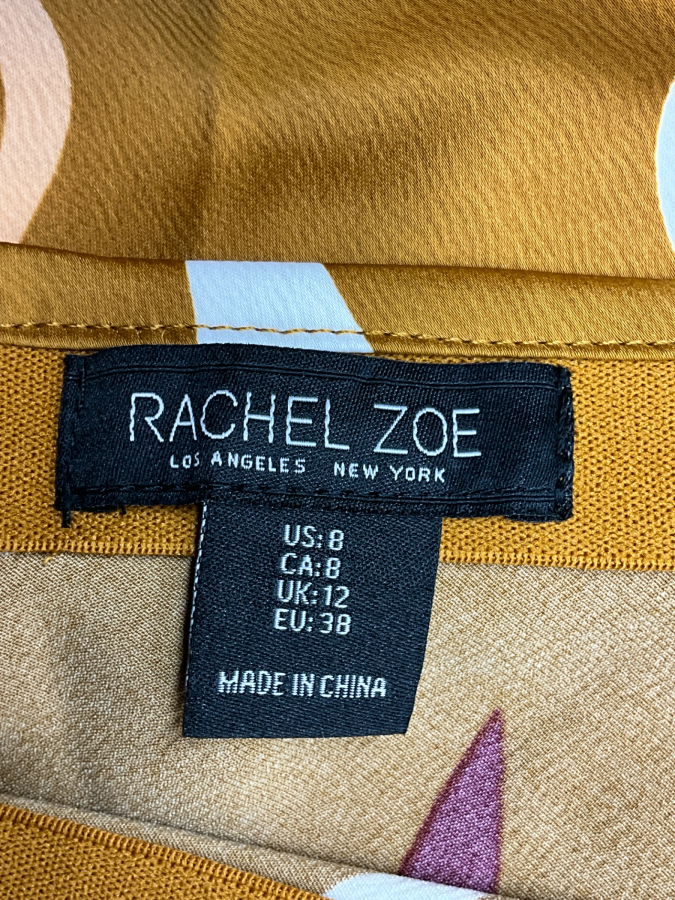 RACHEL ZOE
LOS ANGELES NEW YORK
US: 8
CA: 8
UK: 12
EU: 38
MADE IN CHINA